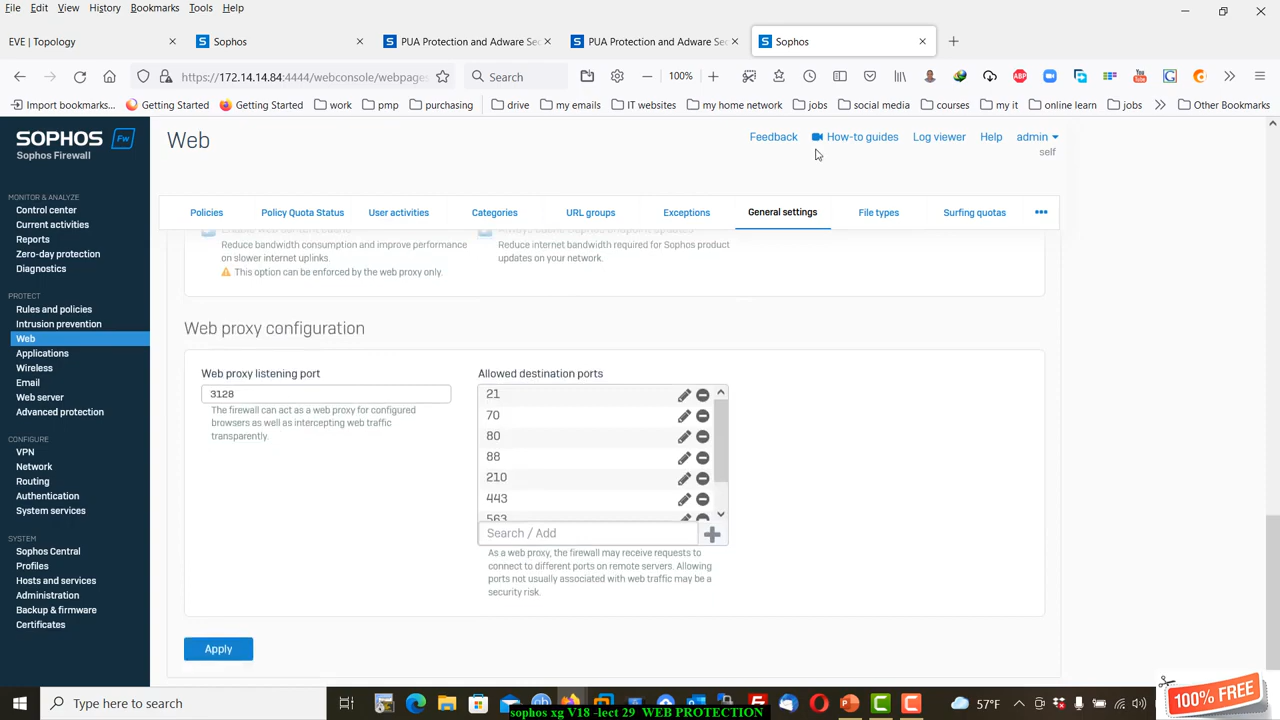 File Edit View History Bookmarks Tools Help
EVE | Topology
Sophos
PUA Protection and Adware Sec
PUA Protection and Adware Sec
Sophos
https://172.14.14.84:4444/webconsole/webpages
Search
100%
Import bookmarks...
Getting Started
Getting Started
work
pmp
purchasing
drive
my emails
IT websites
my home network
jobs
social media
courses
my it
online learn
jobs
Other Bookmarks
SOPHOS Fw
Sophos Firewall
MONITOR & ANALYZE
Control center
Current activities
Reports
Zero-day protection
Diagnostics
PROTECT
Rules and policies
Intrusion prevention
Web
Applications
Wireless
Email
Web server
Advanced protection
CONFIGURE
VPN
Network
Routing
Authentication
System services
SYSTEM
Sophos Central
Profiles
Hosts and services
Administration
Backup & firmware
Certificates
Web
Feedback
How-to guides
Log viewer
Help
admin
self
Policies
Policy Quota Status
User activities
Categories
URL groups
Exceptions
General settings
File types
Surfing quotas
Reduce bandwidth consumption and improve performance
on slower internet uplinks.
This option can be enforced by the web proxy only.
Reduce internet bandwidth required for Sophos product
updates on your network.
Web proxy configuration
Web proxy listening port
3128
The firewall can act as a web proxy for configured
browsers as well as intercepting web traffic
transparently.
Allowed destination ports
21
70
80
88
210
443
563
Search / Add
As a web proxy, the firewall may receive requests to
connect to different ports on remote servers. Allowing
ports not usually associated with web traffic may be a
security risk.
Apply
100% FREE
Type here to search
57°F
sophos xg V18 -lect 29 WEB PROTECTION